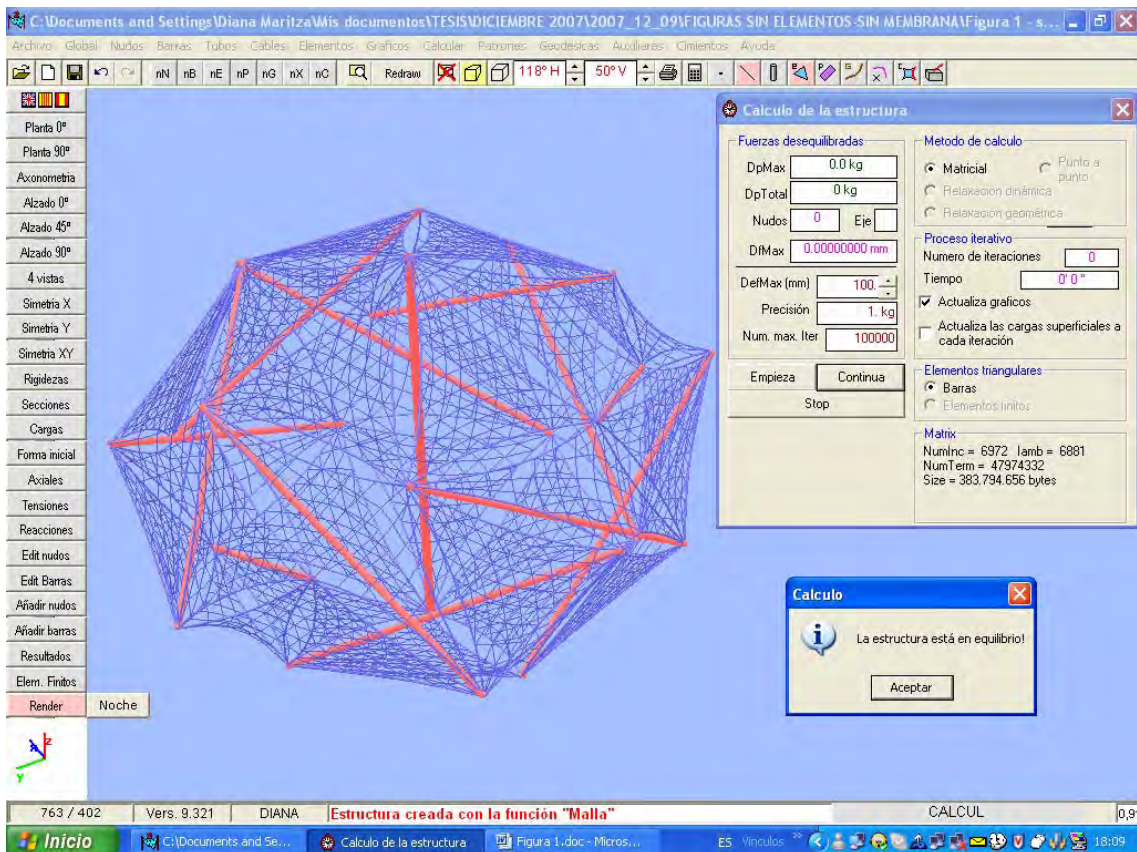 C:\Documents and Settings\Diana Maritza\Mis documentos\TESIS\DICIEMBRE 2007\2007_12_09\FIGURAS SIN ELEMENTOS-SIN MEMBRANA\Figura 1 - s...
Archivo Global Nudos Barras Tubos Cables Elementos Graficos Calcular Patrones Geodesicas Auxiliares Cimientos Ayuda
nN nB nE nP nG nX nC Redraw 118º H 50º V
Planta 0º
Planta 90º
Axonometria
Alzado 0º
Alzado 45º
Alzado 90º
4 vistas
Simetria X
Simetria Y
Simetria XY
Rigidezas
Secciones
Cargas
Forma inicial
Axiales
Tensiones
Reacciones
Edit nudos
Edit Barras
Añadir nudos
Añadir barras
Resultados
Elem. Finitos
Render Noche
z
x
y
Calculo de la estructura
Fuerzas desequilibradas
DpMax 0.0 kg
DpTotal 0 kg
Nudos 0 Eje
DfMax 0.00000000 mm
DefMax (mm) 100.
Precisión 1. kg
Num. max. Iter 100000
Empieza Continua
Stop
Metodo de calculo
Matricial Punto a punto
Relaxacion dinámica
Relaxacion geométrica
Proceso iterativo
Numero de iteraciones 0
Tiempo 0' 0 "
Actualiza graficos
Actualiza las cargas superficiales a
cada iteración
Elementos triangulares
Barras
Elementos finitos
Matrix
NumInc = 6972 lamb = 6881
NumTerm = 47974332
Size = 383.794.656 bytes
Calculo
La estructura está en equilibrio!
Aceptar
763 / 402 Vers. 9.321 DIANA Estructura creada con la función "Malla" CALCUL 0,9
Inicio C:\Documents and Se... Calculo de la estructura Figura 1.doc - Micros... ES Vínculos » 18:09